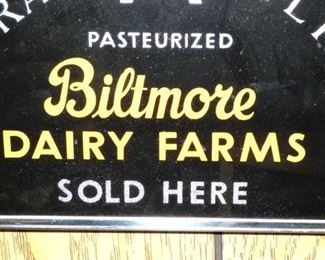 PASTEURIZED
Biltmore
DAIRY FARMS
SOLD HERE